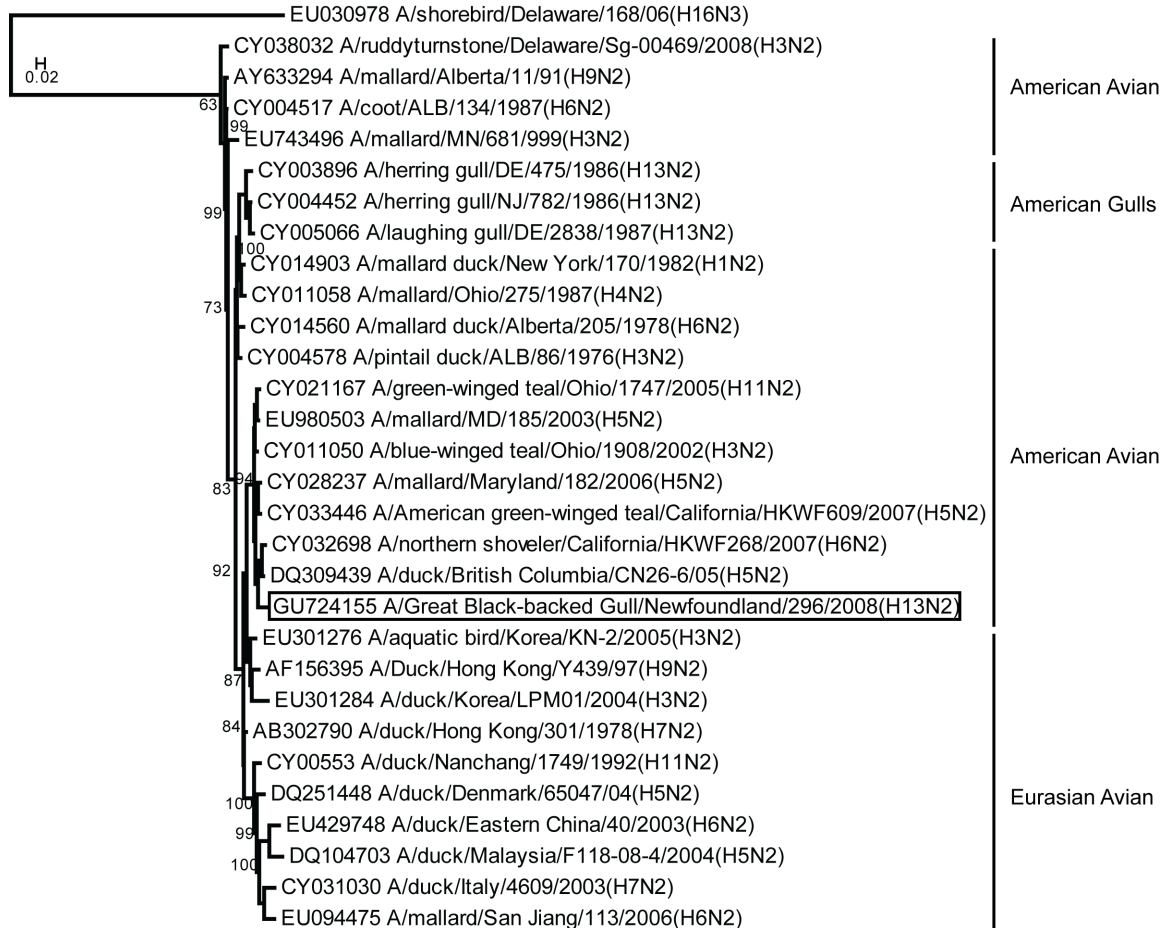 EU030978 A/shorebird/Delaware/168/06(H16N3)
CY038032 A/ruddyturnstone/Delaware/Sg-00469/2008(H3N2)
H
0.02
AY633294 A/mallard/Alberta/11/91(H9N2)
American Avian
63
CY004517 A/coot/ALB/134/1987(H6N2)
99
EU743496 A/mallard/MN/681/999(H3N2)
CY003896 A/herring gull/DE/475/1986(H13N2)
CY004452 A/herring gull/NJ/782/1986(H13N2)
American Gulls
99
CY005066 A/laughing gull/DE/2838/1987(H13N2)
100
CY014903 A/mallard duck/New York/170/1982(H1N2)
CY011058 A/mallard/Ohio/275/1987(H4N2)
73
CY014560 A/mallard duck/Alberta/205/1978(H6N2)
CY004578 A/pintail duck/ALB/86/1976(H3N2)
CY021167 A/green-winged teal/Ohio/1747/2005(H11N2)
EU980503 A/mallard/MD/185/2003(H5N2)
CY011050 A/blue-winged teal/Ohio/1908/2002(H3N2)
American Avian
83
94
CY028237 A/mallard/Maryland/182/2006(H5N2)
CY033446 A/American green-winged teal/California/HKWF609/2007(H5N2)
CY032698 A/northern shoveler/California/HKWF268/2007(H6N2)
92
DQ309439 A/duck/British Columbia/CN26-6/05(H5N2)
GU724155 A/Great Black-backed Gull/Newfoundland/296/2008(H13N2)
EU301276 A/aquatic bird/Korea/KN-2/2005(H3N2)
AF156395 A/Duck/Hong Kong/Y439/97(H9N2)
87
EU301284 A/duck/Korea/LPM01/2004(H3N2)
84
AB302790 A/duck/Hong Kong/301/1978(H7N2)
CY00553 A/duck/Nanchang/1749/1992(H11N2)
DQ251448 A/duck/Denmark/65047/04(H5N2)
Eurasian Avian
100
EU429748 A/duck/Eastern China/40/2003(H6N2)
99
DQ104703 A/duck/Malaysia/F118-08-4/2004(H5N2)
100
CY031030 A/duck/Italy/4609/2003(H7N2)
EU094475 A/mallard/San Jiang/113/2006(H6N2)